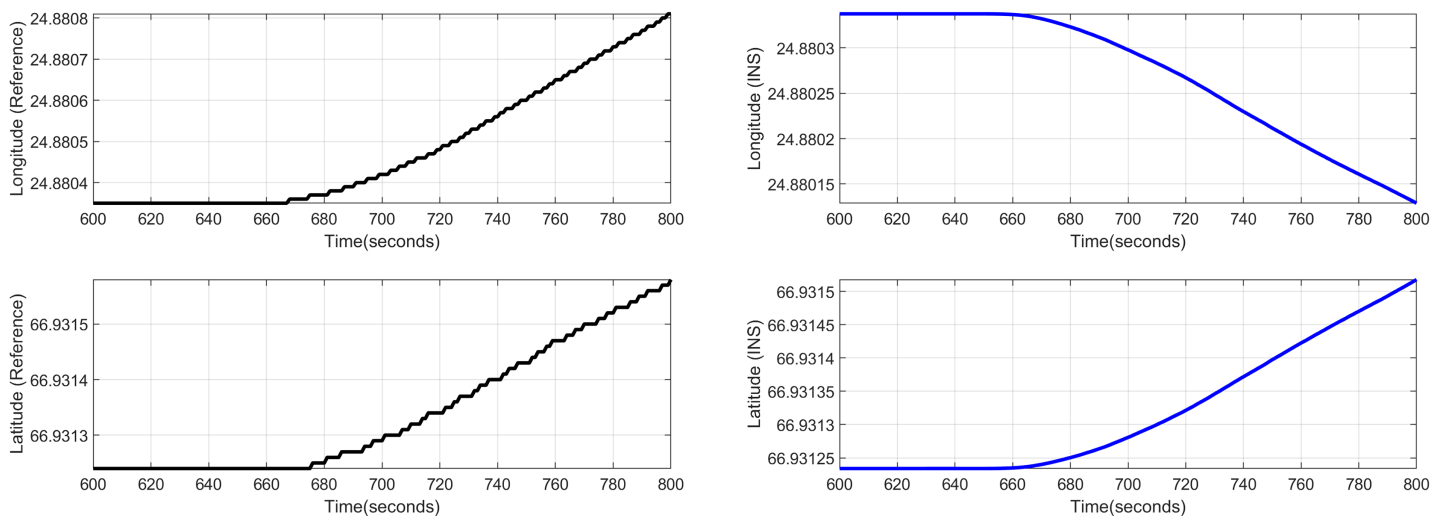 Longitude (Reference)
24.8808
24.8807
24.8806
24.8805
24.8804
600 620 640 660 680 700 720 740 760 780 800
Time(seconds)
Longitude (INS)
24.8803
24.88025
24.8802
24.88015
600 620 640 660 680 700 720 740 760 780 800
Time(seconds)
Latitude (Reference)
66.9315
66.9314
66.9313
600 620 640 660 680 700 720 740 760 780 800
Time(seconds)
Latitude (INS)
66.9315
66.93145
66.9314
66.93135
66.9313
66.93125
600 620 640 660 680 700 720 740 760 780 800
Time(seconds)